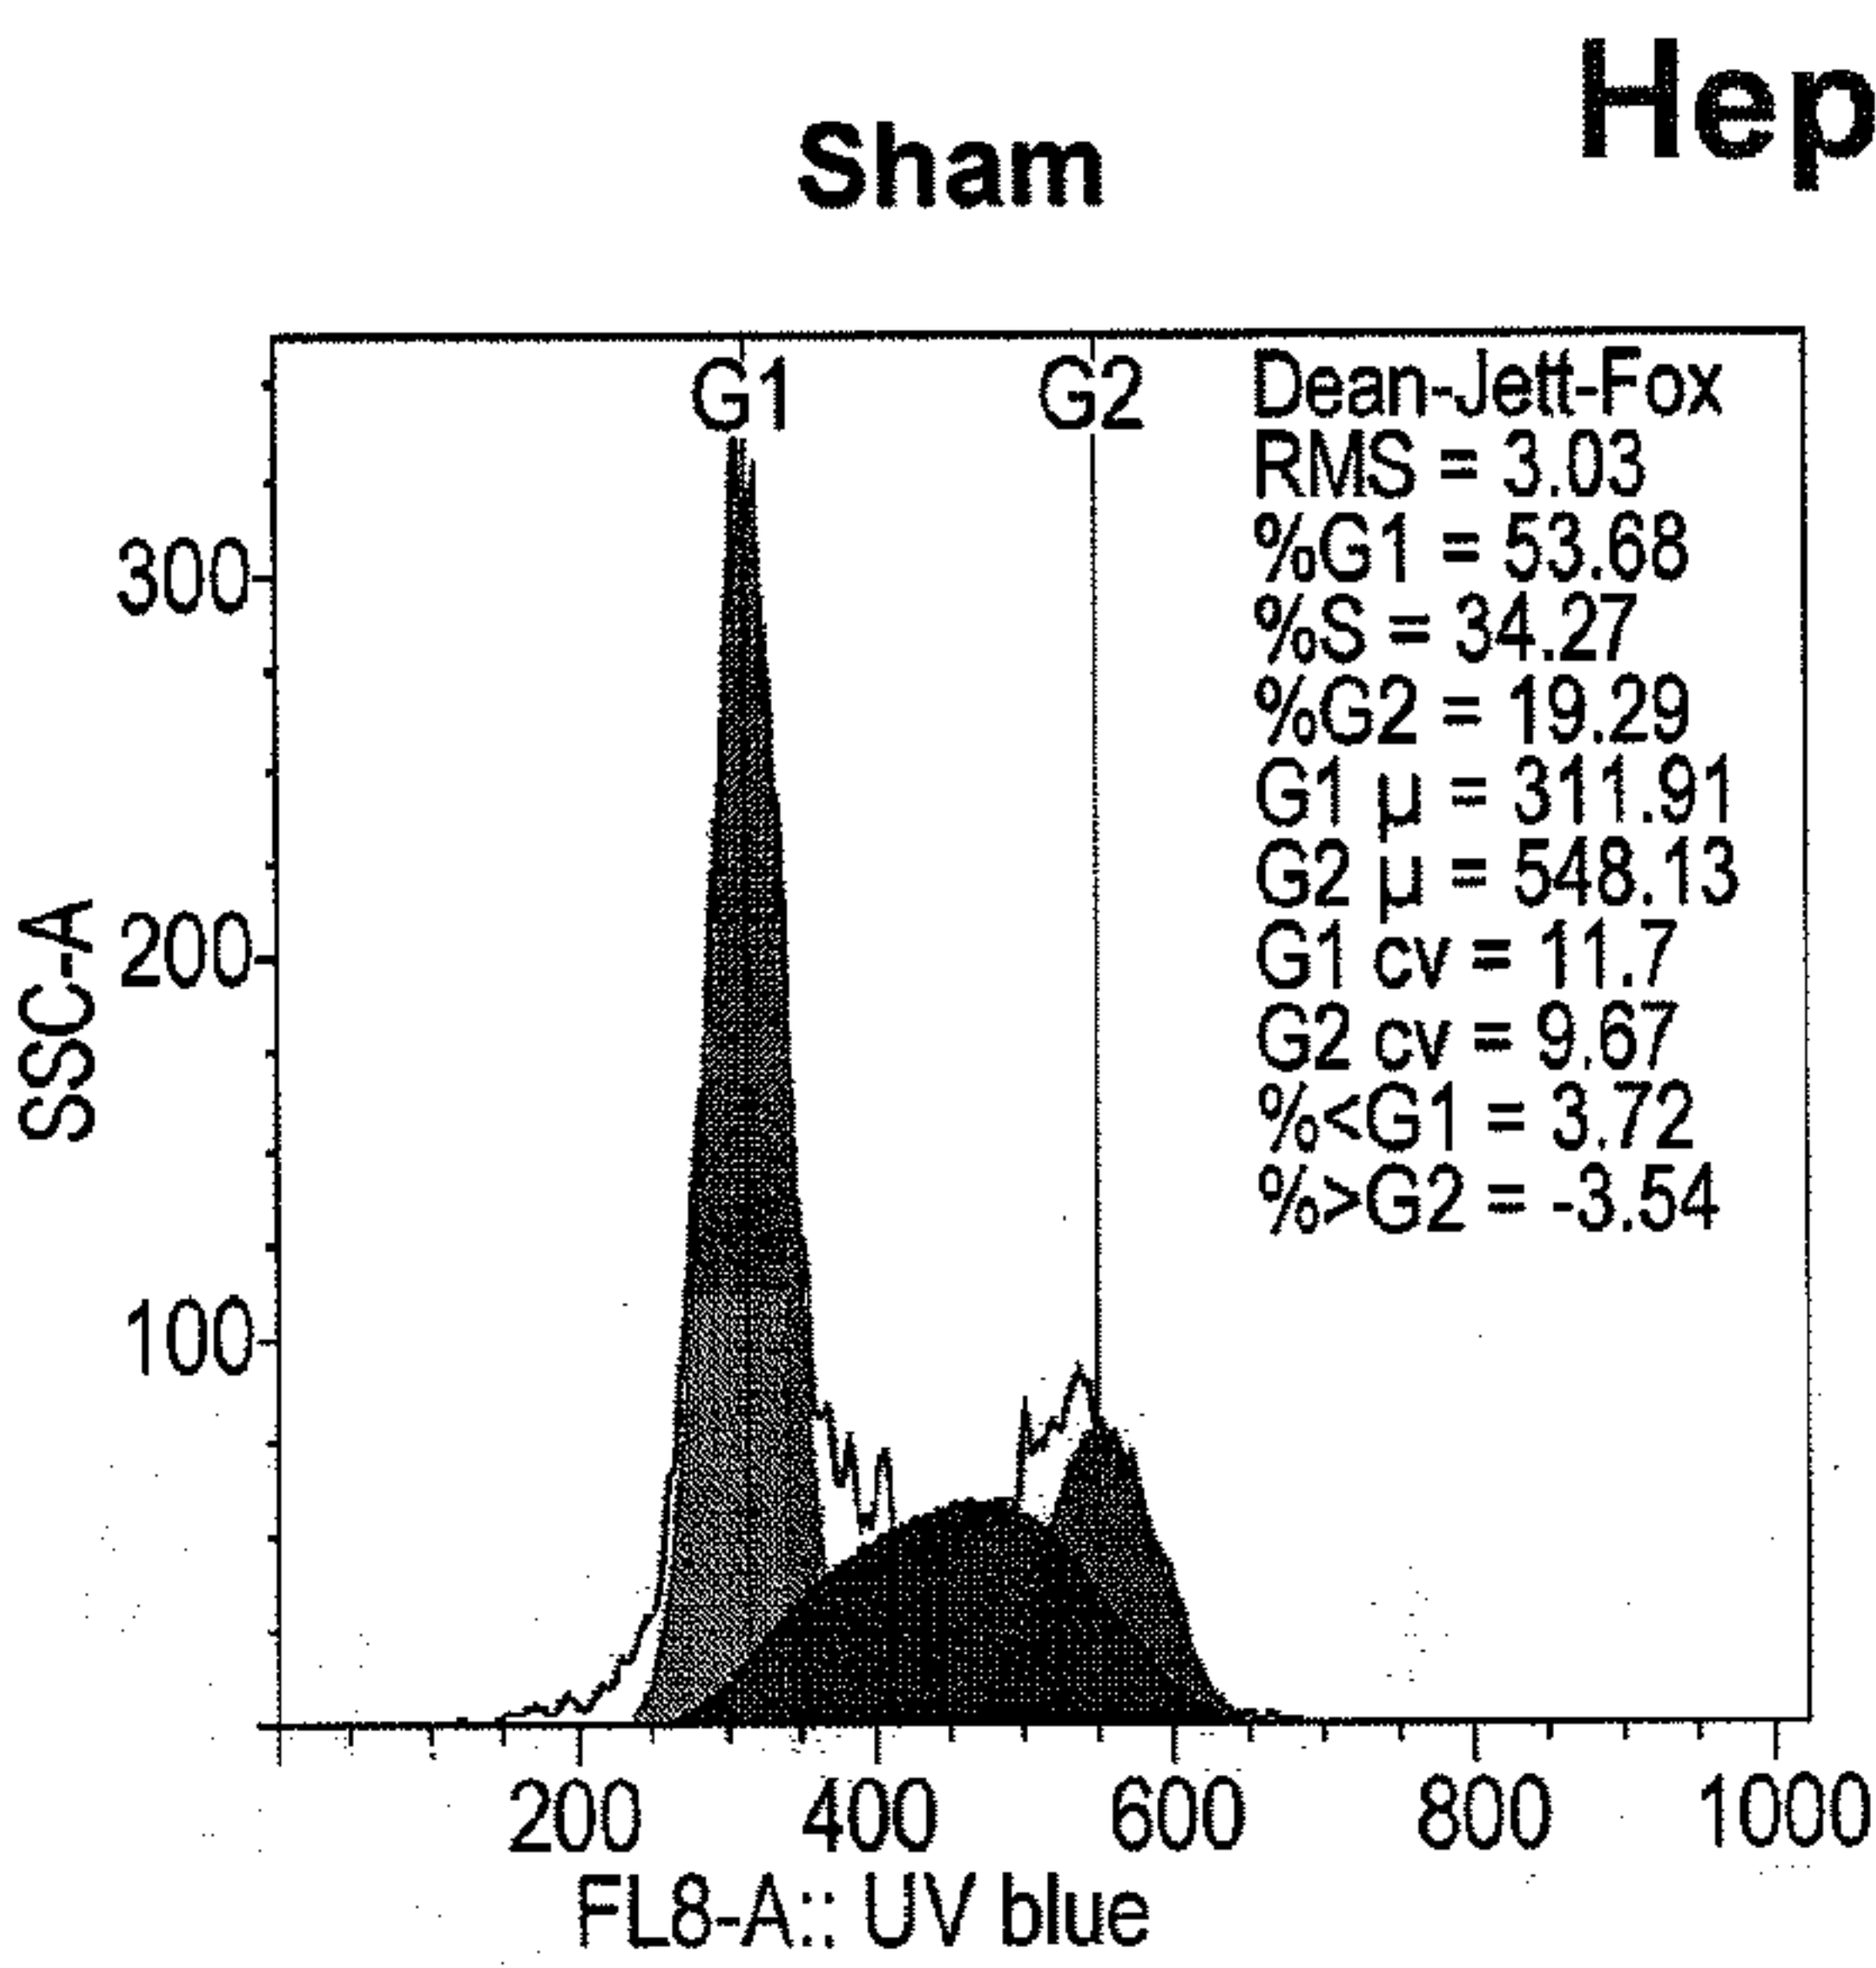 Hep
Sham
G1
G2
Dean-Jett-Fox
RMS = 3.03
%G1 = 53.68
%S = 34.27
%G2 = 19.29
G1 μ = 311.91
G2 μ = 548.13
G1 cv = 11.7
G2 cv = 9.67
%<G1 = 3.72
%>G2 = -3.54
300
200
100
SSC-A
200 400 600 800 1000
FL8-A:: UV blue